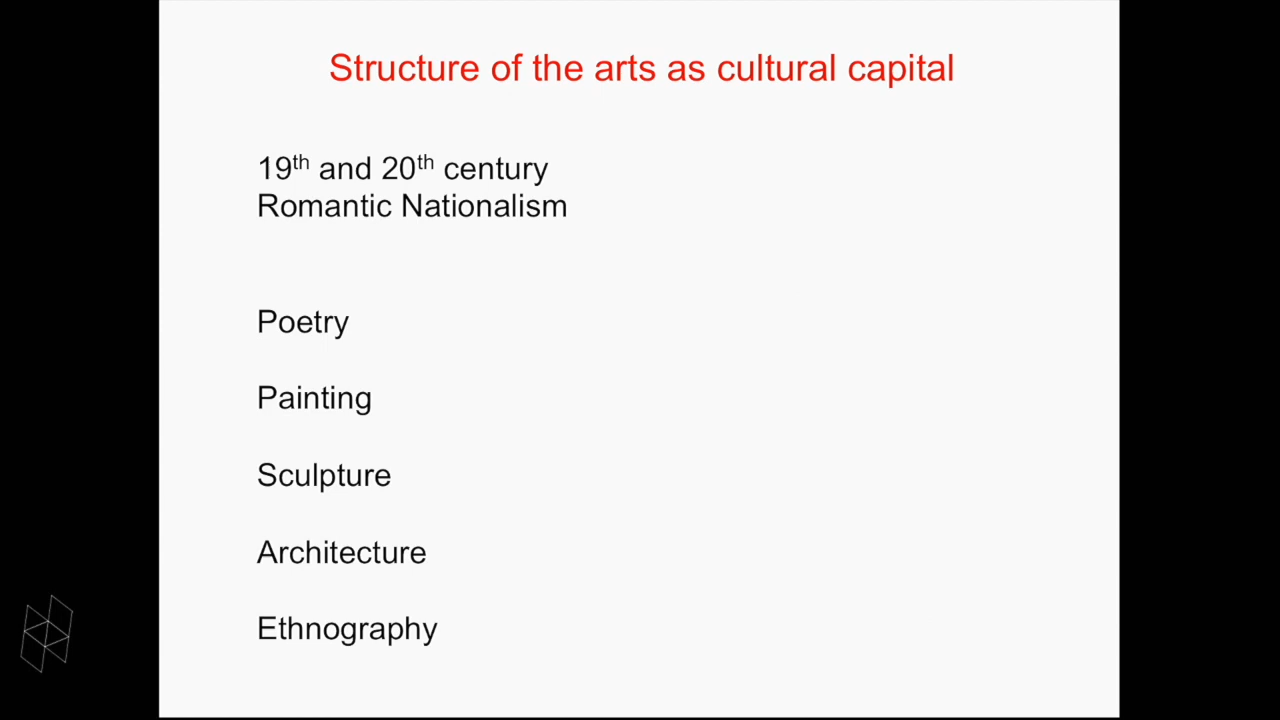 Structure of the arts as cultural capital
19th and 20th century
Romantic Nationalism
Poetry
Painting
Sculpture
Architecture
Ethnography